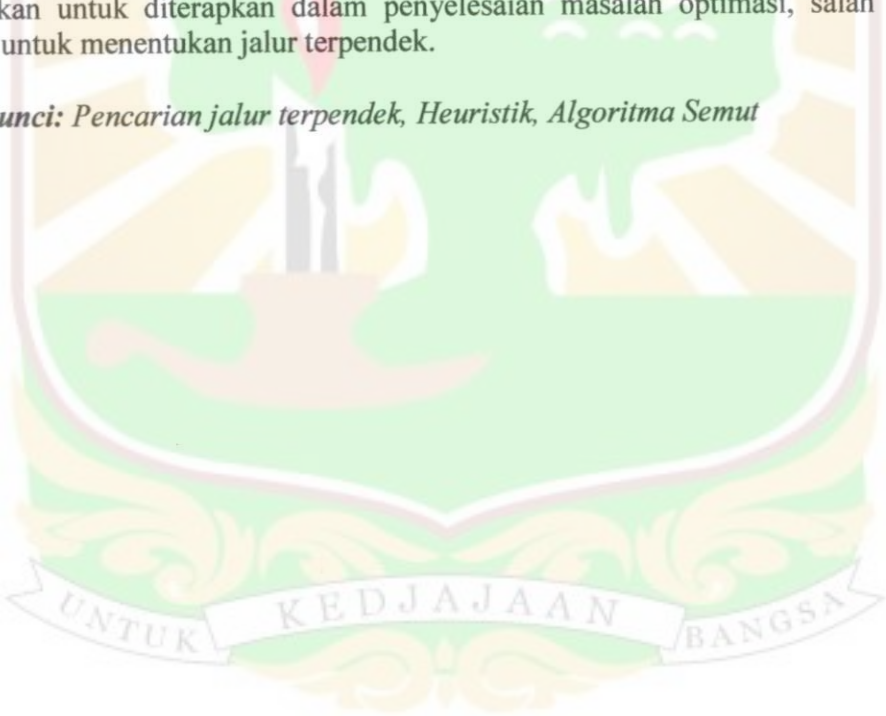 kan untuk diterapkan dalam penyelesaian masalah optimasi, salah
untuk menentukan jalur terpendek.
unci: Pencarian jalur terpendek, Heuristik, Algoritma Semut
UNTUK KEDJAJAAN BANGSA